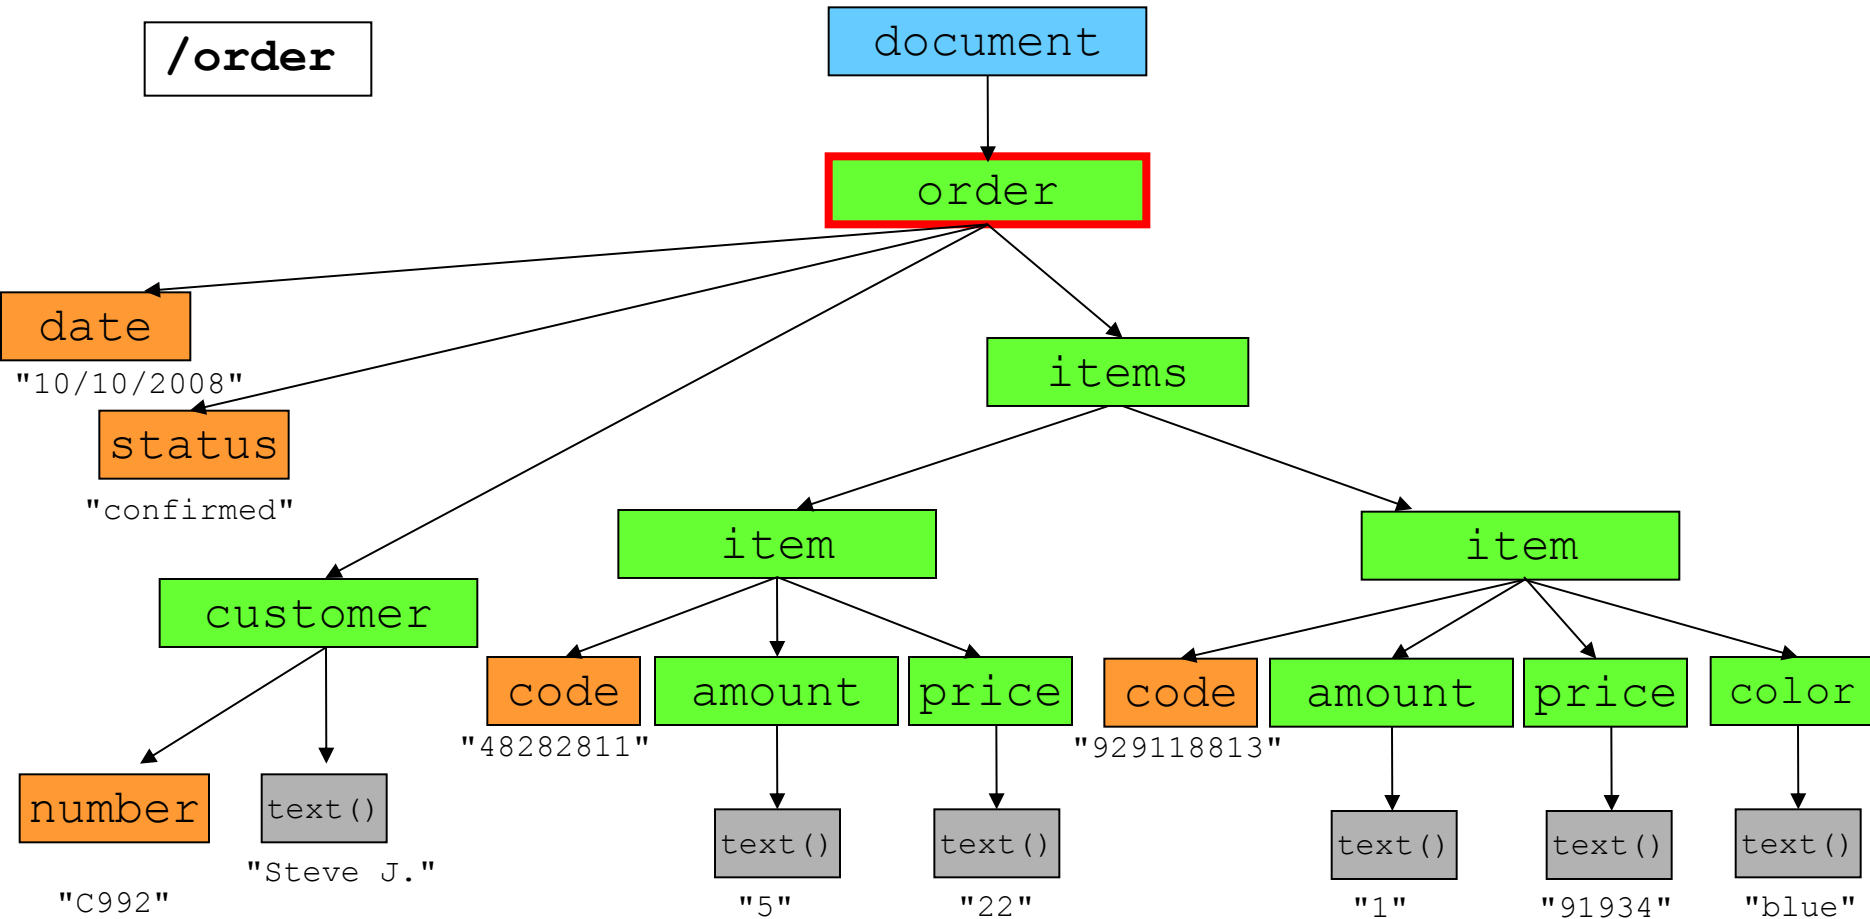 /order
document
order
date
"10/10/2008"
items
status
"confirmed"
item
item
customer
code
amount
price
code
amount
price
color
"48282811"
"929118813"
number
text()
text()
text()
text()
text()
text()
"Steve J."
"C992"
"5"
"22"
"1"
"91934"
"blue"